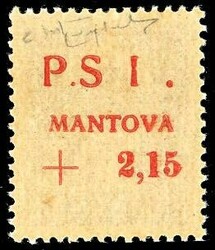 P.S I .
MANTOVA
+ 2,15